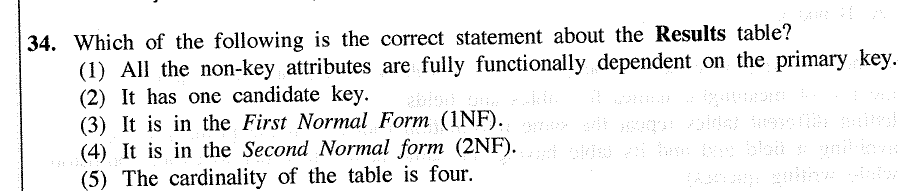 34. Which of the following is the correct statement about the Results table?
(1) All the non-key attributes are fully functionally dependent on the primary key.
(2) It has one candidate key.
(3) It is in the First Normal Form (1NF).
(4) It is in the Second Normal form (2NF).
(5) The cardinality of the table is four.